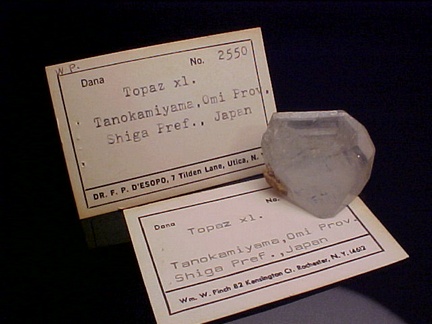 W P.
Dana No. 2550
Topaz xl.
Tanokamiyama, Omi Prov.
Shiga Pref., Japan
DR. F. P. D'ESOPO, 7 Tilden Lane, Utica, N.
Dana No.
Topaz xl.
Tanokamiyama, Omi Prov.
Shiga Pref., Japan
Wm. W. Pinch 82 Kensington Ct. Rochester, N. Y. 14612